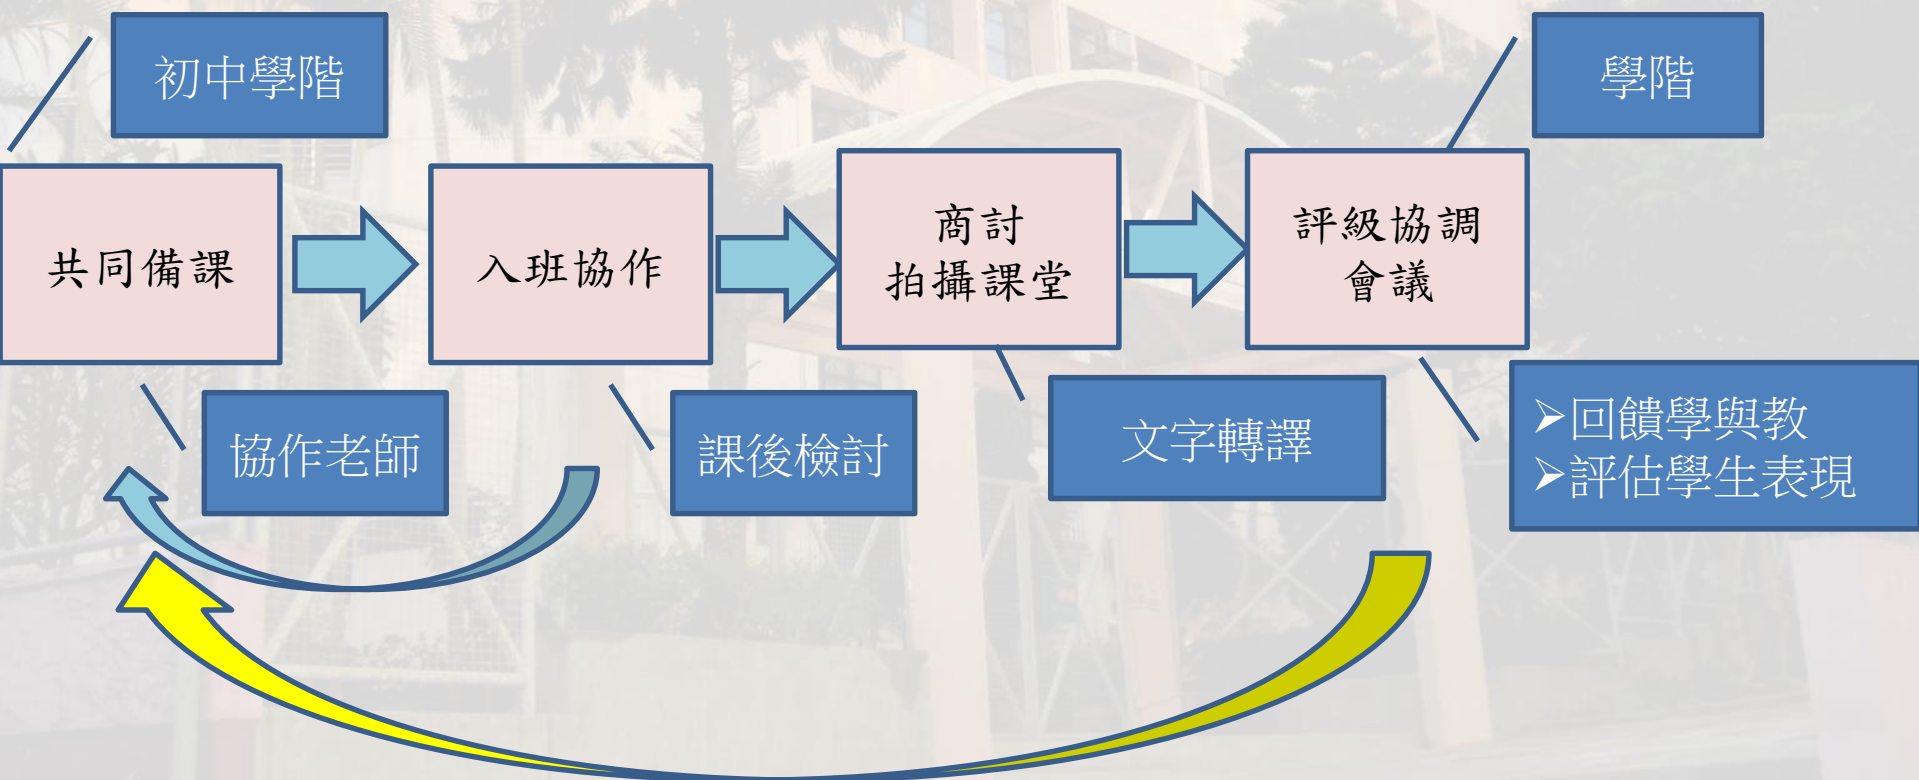 初中學階
學階
共同備課
入班協作
商討
拍攝課堂
評級協調
會議
協作老師
課後檢討
文字轉譯
➢回饋學與教
➢評估學生表現